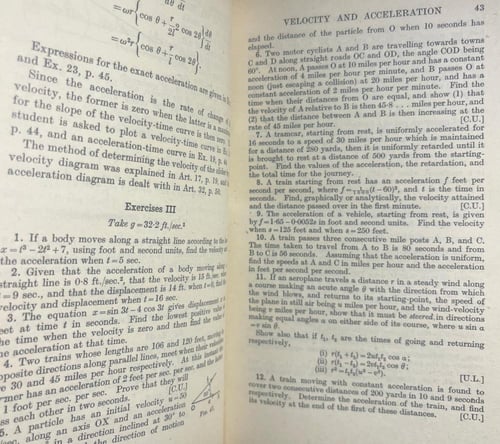 = ωr { cos θ + r/2l cos 2θ } dθ/dt
= ω²r { cos θ + r/l cos 2θ }.
Expressions for the exact acceleration are given in
and Ex. 23, p. 45.
Since the acceleration is the rate of change
velocity, the former is zero when the latter is a
for the slope of the velocity-time curve is then zero.
student is asked to plot a velocity-time curve in
p. 44, and an acceleration-time curve in Ex. 19, p.
The method of determining the velocity of the
velocity diagram was explained in Art. 17, p. 19,
acceleration diagram is dealt with in Art. 32, p. 50.
Exercises III
Take g=32·2 ft./sec.²
1. If a body moves along a straight line according to the
x = t³ - 2t² + 7, using foot and second units, find the velocity
the acceleration when t=5 sec.
2. Given that the acceleration of a body moving along
straight line is 0·8 ft./sec.², that the velocity is 15 ft./sec.
= 9 sec., and that the displacement is 14 ft. when t=6, find
velocity and displacement when t=16 sec.
3. The equation x=sin 3t − 4 cos 3t gives displacement
eet at time t in seconds. Find the lowest positive
the time when the velocity is zero and then find the
he acceleration at that time.
4. Two trains whose lengths are 106 and 120 feet, moving
opposite directions along parallel lines, meet when their velocities
e 30 and 45 miles per hour respectively. At this instant
rmer has an acceleration of 2 feet per sec. per sec. and the
1 foot per sec. per sec. Prove that they will
ss each other in two seconds. [C.U.]
5. A particle has an initial velocity u=50
along an axis OX and an acceleration
in a direction inclined at 30° to
the direction of motion
VELOCITY AND ACCELERATION 43
and the distance of the particle from O when 10 seconds has
elapsed.
6. Two motor cyclists A and B are travelling towards towns
C and D along straight roads OC and OD, the angle COD being
60°. At noon, A passes O at 10 miles per hour and has a constant
acceleration of 4 miles per hour per minute, and B passes O at
noon (just escaping a collision) at 20 miles per hour, and has a
constant acceleration of 2 miles per hour per minute. Find the
time when their distances from O are equal, and show (1) that
the velocity of A relative to B is then 45·8 . . . miles per hour, and
(2) that the distance between A and B is then increasing at the
rate of 45 miles per hour. [C.U.]
7. A tramcar, starting from rest, is uniformly accelerated for
16 seconds to a speed of 30 miles per hour which is maintained
for a distance of 280 yards, then it is uniformly retarded until it
is brought to rest at a distance of 500 yards from the starting-
point. Find the values of the acceleration, the retardation, and
the total time for the journey.
8. A train starting from rest has an acceleration f feet per
second per second, where (t−60)², and t is the time in
seconds. Find, graphically or analytically, the velocity attained
and the distance passed over in the first minute. [C.U.]
9. The acceleration of a vehicle, starting from rest, is given
by f=1·65−0·0052s in foot and second units. Find the velocity
when s=125 feet and when s=250 feet.
10. A train passes three consecutive mile posts A, B, and C.
The time taken to travel from A to B is 80 seconds and from
B to C is 56 seconds. Assuming that the acceleration is uniform,
find the speeds at A and C in miles per hour and the acceleration
in feet per second per second.
11. If an aeroplane travels a distance r in a steady wind along
a course making an acute angle θ with the direction from which
the wind blows, and returns to its starting-point, the speed of
the plane in still air being u miles per hour, and the wind-velocity
being v miles per hour, show that it must be steered in directions
making equal angles α on either side of its course, where u sin α
=v sin θ.
Show also that if t₁, t₂ are the times of going and returning
respectively,
(i) r(t₁ + t₂) = 2ut₁t₂ cos α;
(ii) r(t₁ − t₂) = 2vt₁t₂ cos θ;
(iii) r² = t₁t₂(u² − v²). [U.L.]
12. A train moving with constant acceleration is found to
cover two consecutive distances of 200 yards in 10 and 9 seconds
respectively. Determine the acceleration of the train, and find
its velocity at the end of the first of these distances. [C.U.]